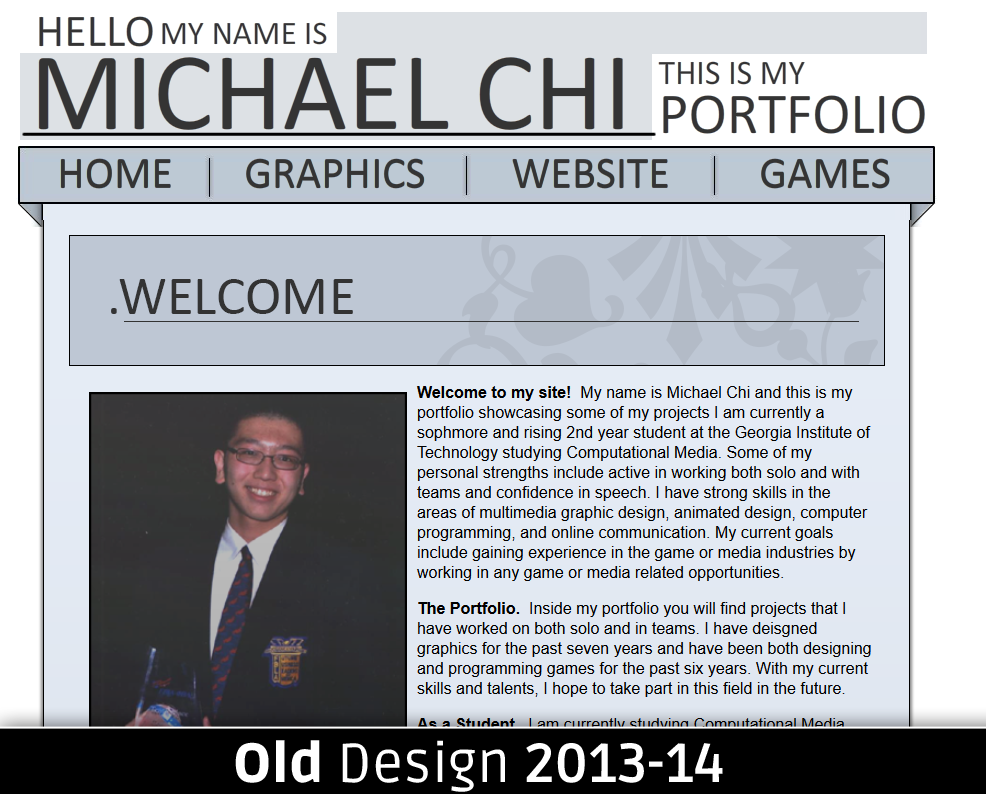 HELLO MY NAME IS
MICHAEL CHI
THIS IS MY
PORTFOLIO
HOME
GRAPHICS
WEBSITE
GAMES
.WELCOME
Welcome to my site! My name is Michael Chi and this is my
portfolio showcasing some of my projects I am currently a
sophmore and rising 2nd year student at the Georgia Institute of
Technology studying Computational Media. Some of my
personal strengths include active in working both solo and with
teams and confidence in speech. I have strong skills in the
areas of multimedia graphic design, animated design, computer
programming, and online communication. My current goals
include gaining experience in the game or media industries by
working in any game or media related opportunities.
The Portfolio. Inside my portfolio you will find projects that I
have worked on both solo and in teams. I have deisgned
graphics for the past seven years and have been both designing
and programming games for the past six years. With my current
skills and talents, I hope to take part in this field in the future.
As a Student. I am currently studying Computational Media
Old Design 2013-14